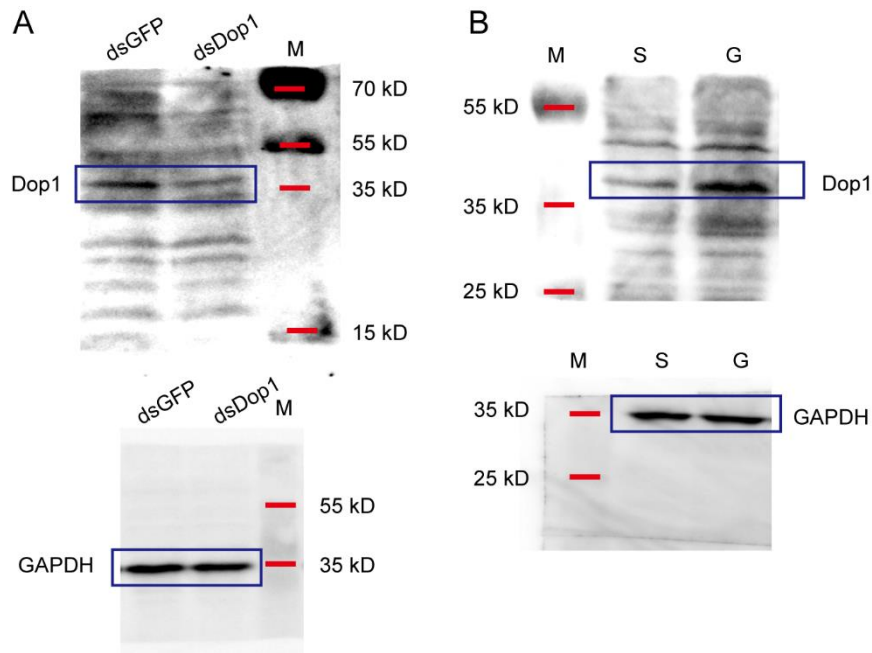 A
dsGFP dsDop1 M
70 kD
55 kD
Dop1
35 kD
15 kD
dsGFP dsDop1 M
55 kD
GAPDH
35 kD
B
M S G
55 kD
Dop1
35 kD
25 kD
M S G
35 kD
GAPDH
25 kD